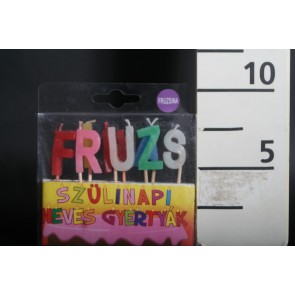 FRUZSINA
FRUZS
SZÜLINAPI
NEVES GYERTYÁK
10
5